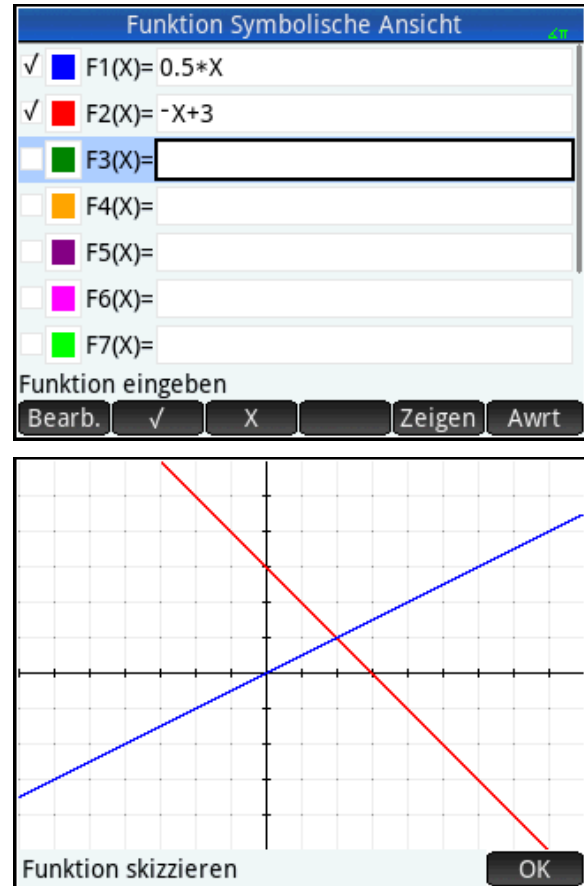 Funktion Symbolische Ansicht ∡π
√ F1(X)= 0.5*X
√ F2(X)= -X+3
F3(X)=
F4(X)=
F5(X)=
F6(X)=
F7(X)=
Funktion eingeben
Bearb. √ X Zeigen Awrt
Funktion skizzieren OK